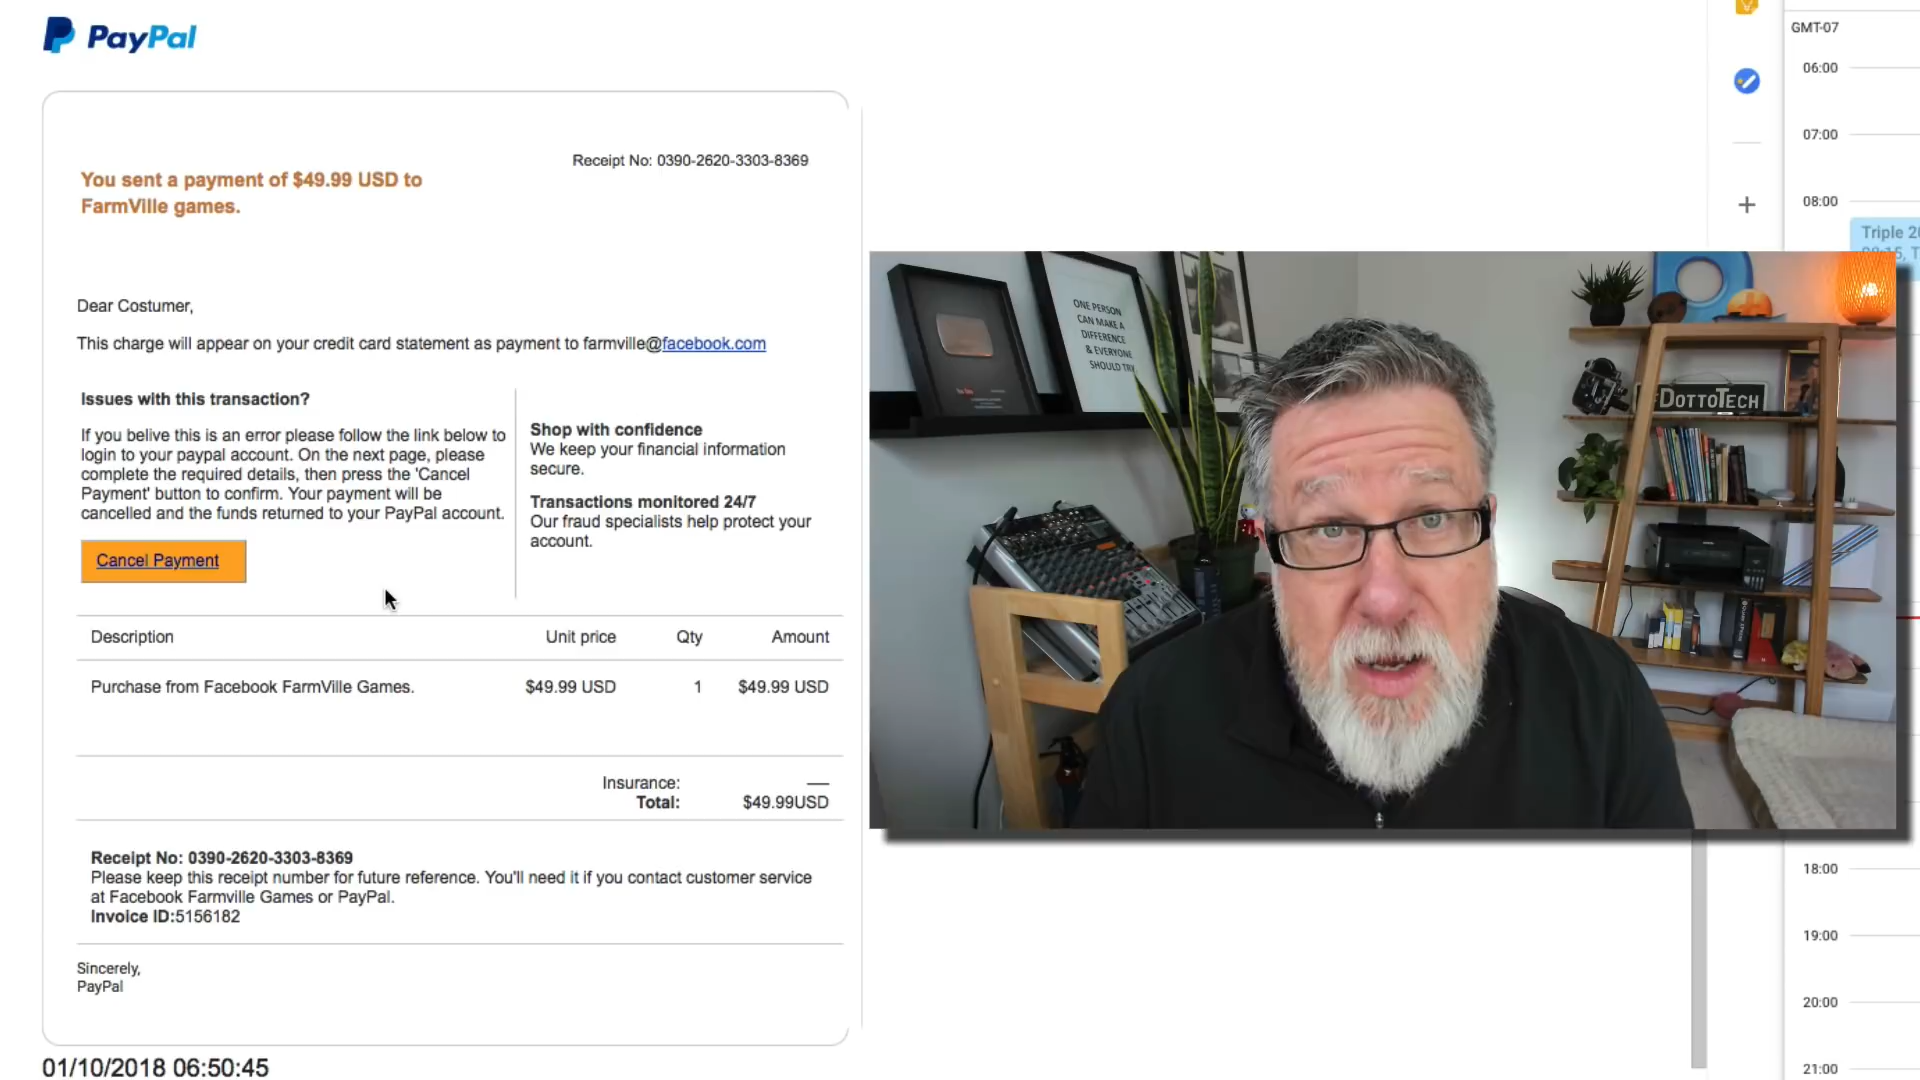 PayPal
Receipt No: 0390-2620-3303-8369
You sent a payment of $49.99 USD to
FarmVille games.
Dear Costumer,
This charge will appear on your credit card statement as payment to farmville@facebook.com
Issues with this transaction?
If you belive this is an error please follow the link below to
login to your paypal account. On the next page, please
complete the required details, then press the 'Cancel
Payment' button to confirm. Your payment will be
cancelled and the funds returned to your PayPal account.
Cancel Payment
Shop with confidence
We keep your financial information
secure.
Transactions monitored 24/7
Our fraud specialists help protect your
account.
Description Unit price Qty Amount
Purchase from Facebook FarmVille Games. $49.99 USD 1 $49.99 USD
Insurance: —
Total: $49.99USD
Receipt No: 0390-2620-3303-8369
Please keep this receipt number for future reference. You'll need it if you contact customer service
at Facebook Farmville Games or PayPal.
Invoice ID:5156182
Sincerely,
PayPal
01/10/2018 06:50:45
ONE PERSON
CAN MAKE A
DIFFERENCE
& EVERYONE
SHOULD TRY
#DOTTOTECH
GMT-07
06:00
07:00
08:00
Triple
18:00
19:00
20:00
21:00